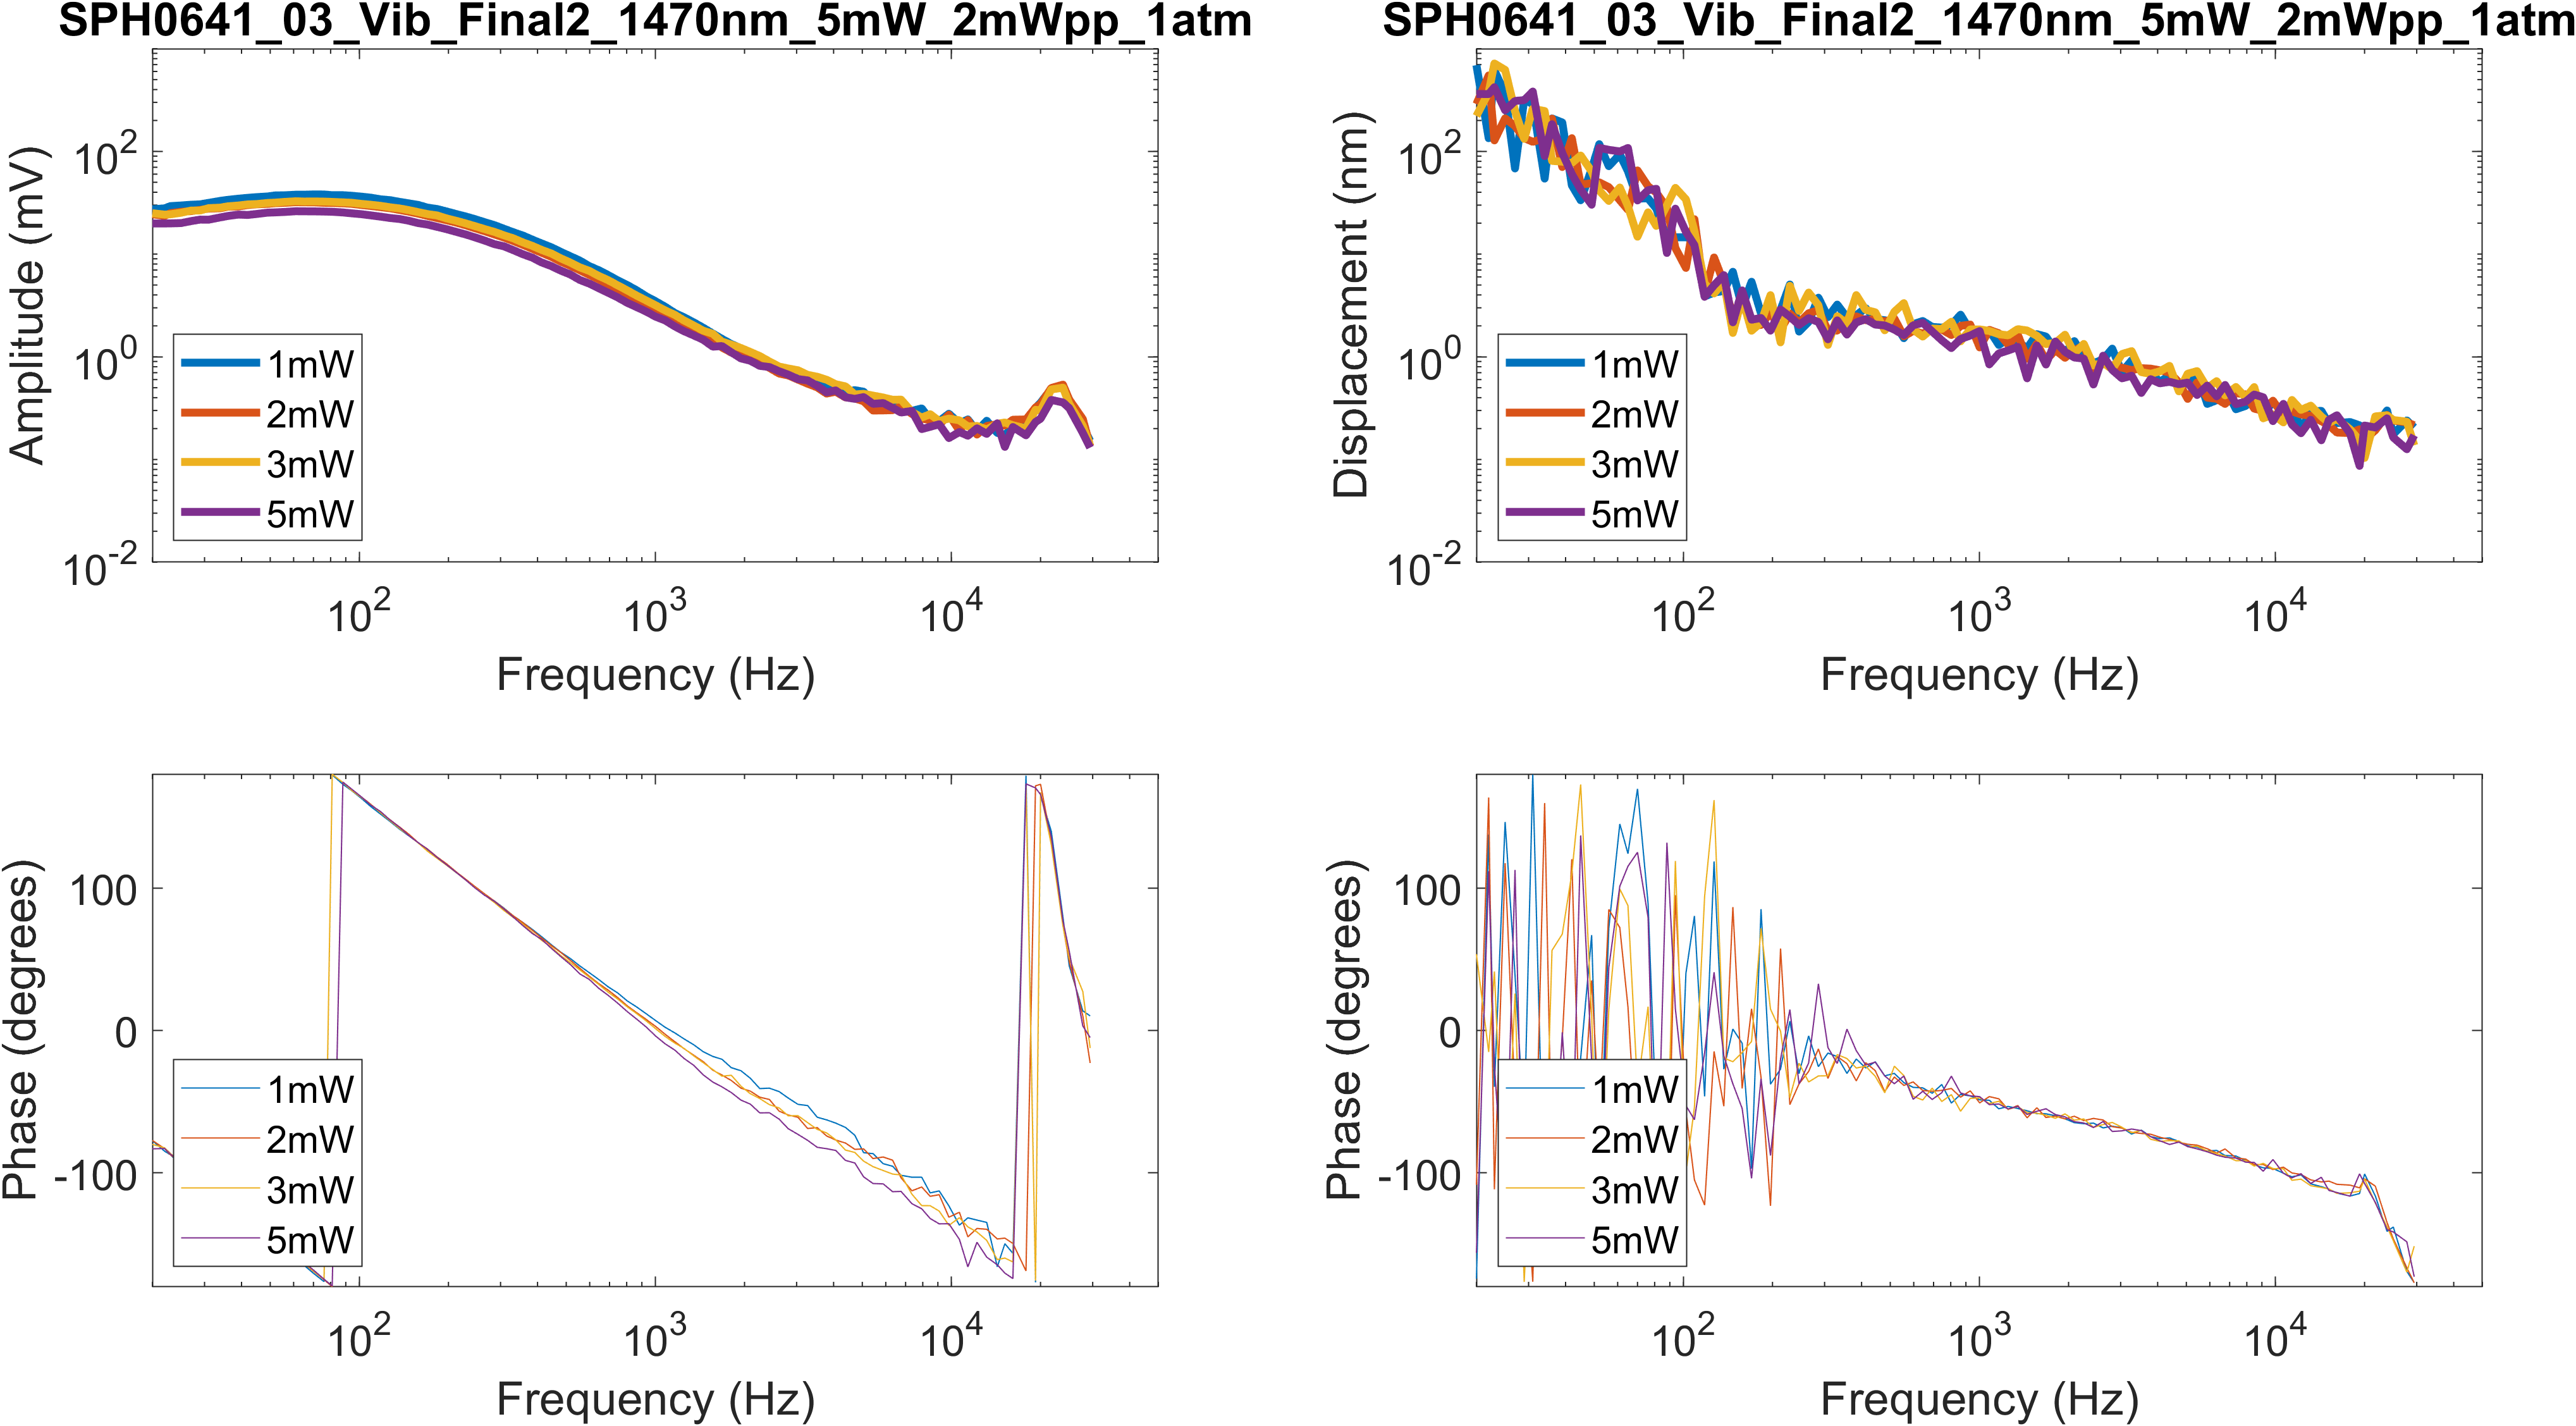 SPH0641_03_Vib_Final2_1470nm_5mW_2mWpp_1atm
Amplitude (mV)
10^2
10^0
10^-2
1mW
2mW
3mW
5mW
10^2 10^3 10^4
Frequency (Hz)
SPH0641_03_Vib_Final2_1470nm_5mW_2mWpp_1atm
Displacement (nm)
10^2
10^0
10^-2
1mW
2mW
3mW
5mW
10^2 10^3 10^4
Frequency (Hz)
Phase (degrees)
100
0
-100
1mW
2mW
3mW
5mW
10^2 10^3 10^4
Frequency (Hz)
Phase (degrees)
100
0
-100
1mW
2mW
3mW
5mW
10^2 10^3 10^4
Frequency (Hz)